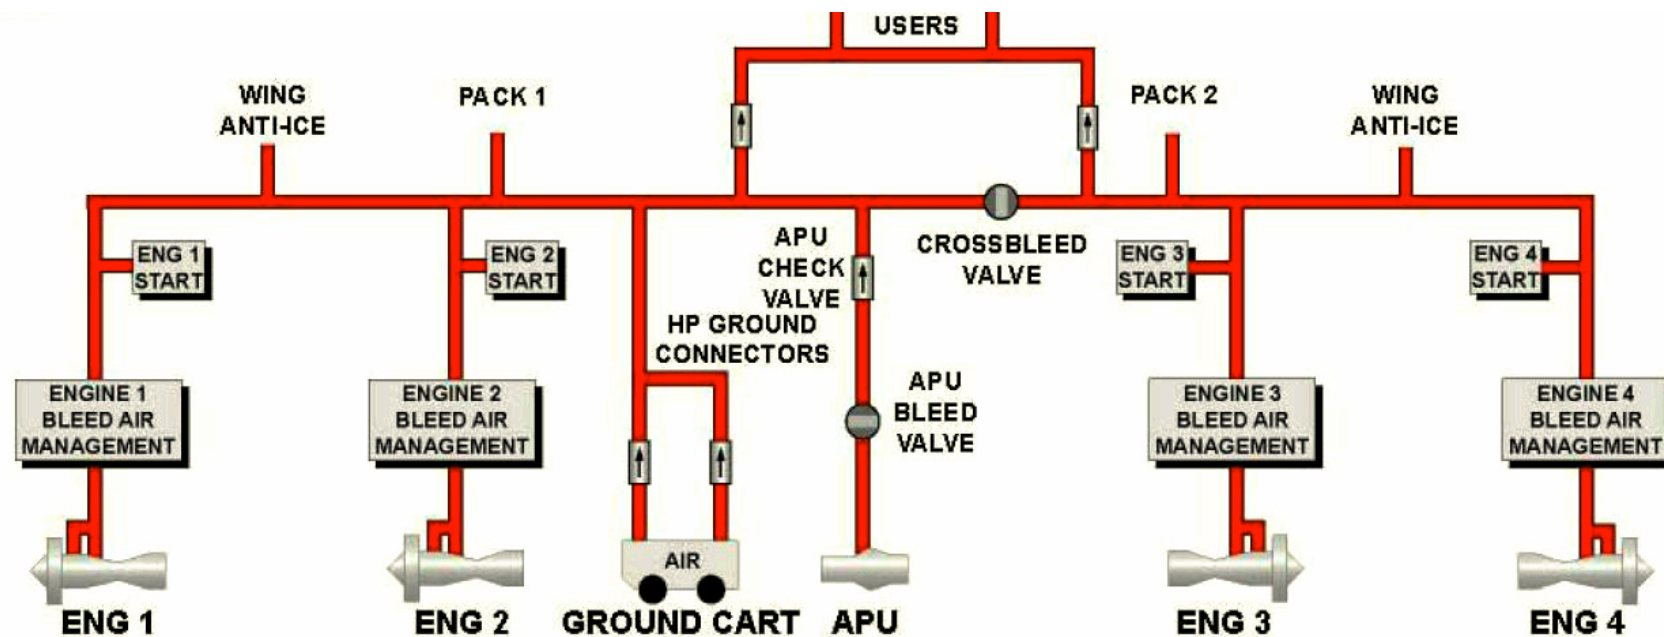 USERS
WING
ANTI-ICE
PACK 1
PACK 2
WING
ANTI-ICE
ENG 1
START
ENG 2
START
APU
CHECK
VALVE
CROSSBLEED
VALVE
ENG 3
START
ENG 4
START
HP GROUND
CONNECTORS
ENGINE 1
BLEED AIR
MANAGEMENT
ENGINE 2
BLEED AIR
MANAGEMENT
APU
BLEED
VALVE
ENGINE 3
BLEED AIR
MANAGEMENT
ENGINE 4
BLEED AIR
MANAGEMENT
AIR
ENG 1
ENG 2
GROUND CART
APU
ENG 3
ENG 4